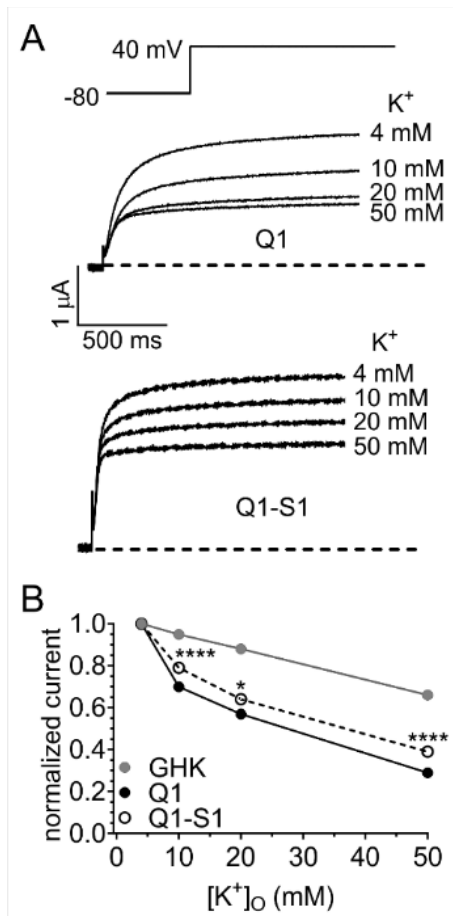 A
40 mV
-80
K⁺
4 mM
10 mM
20 mM
50 mM
Q1
1 µA
500 ms
K⁺
4 mM
10 mM
20 mM
50 mM
Q1-S1
B
normalized current
1.0
0.8
0.6
0.4
0.2
0.0
****
*
****
GHK
Q1
Q1-S1
0 10 20 30 40 50
[K⁺]O (mM)